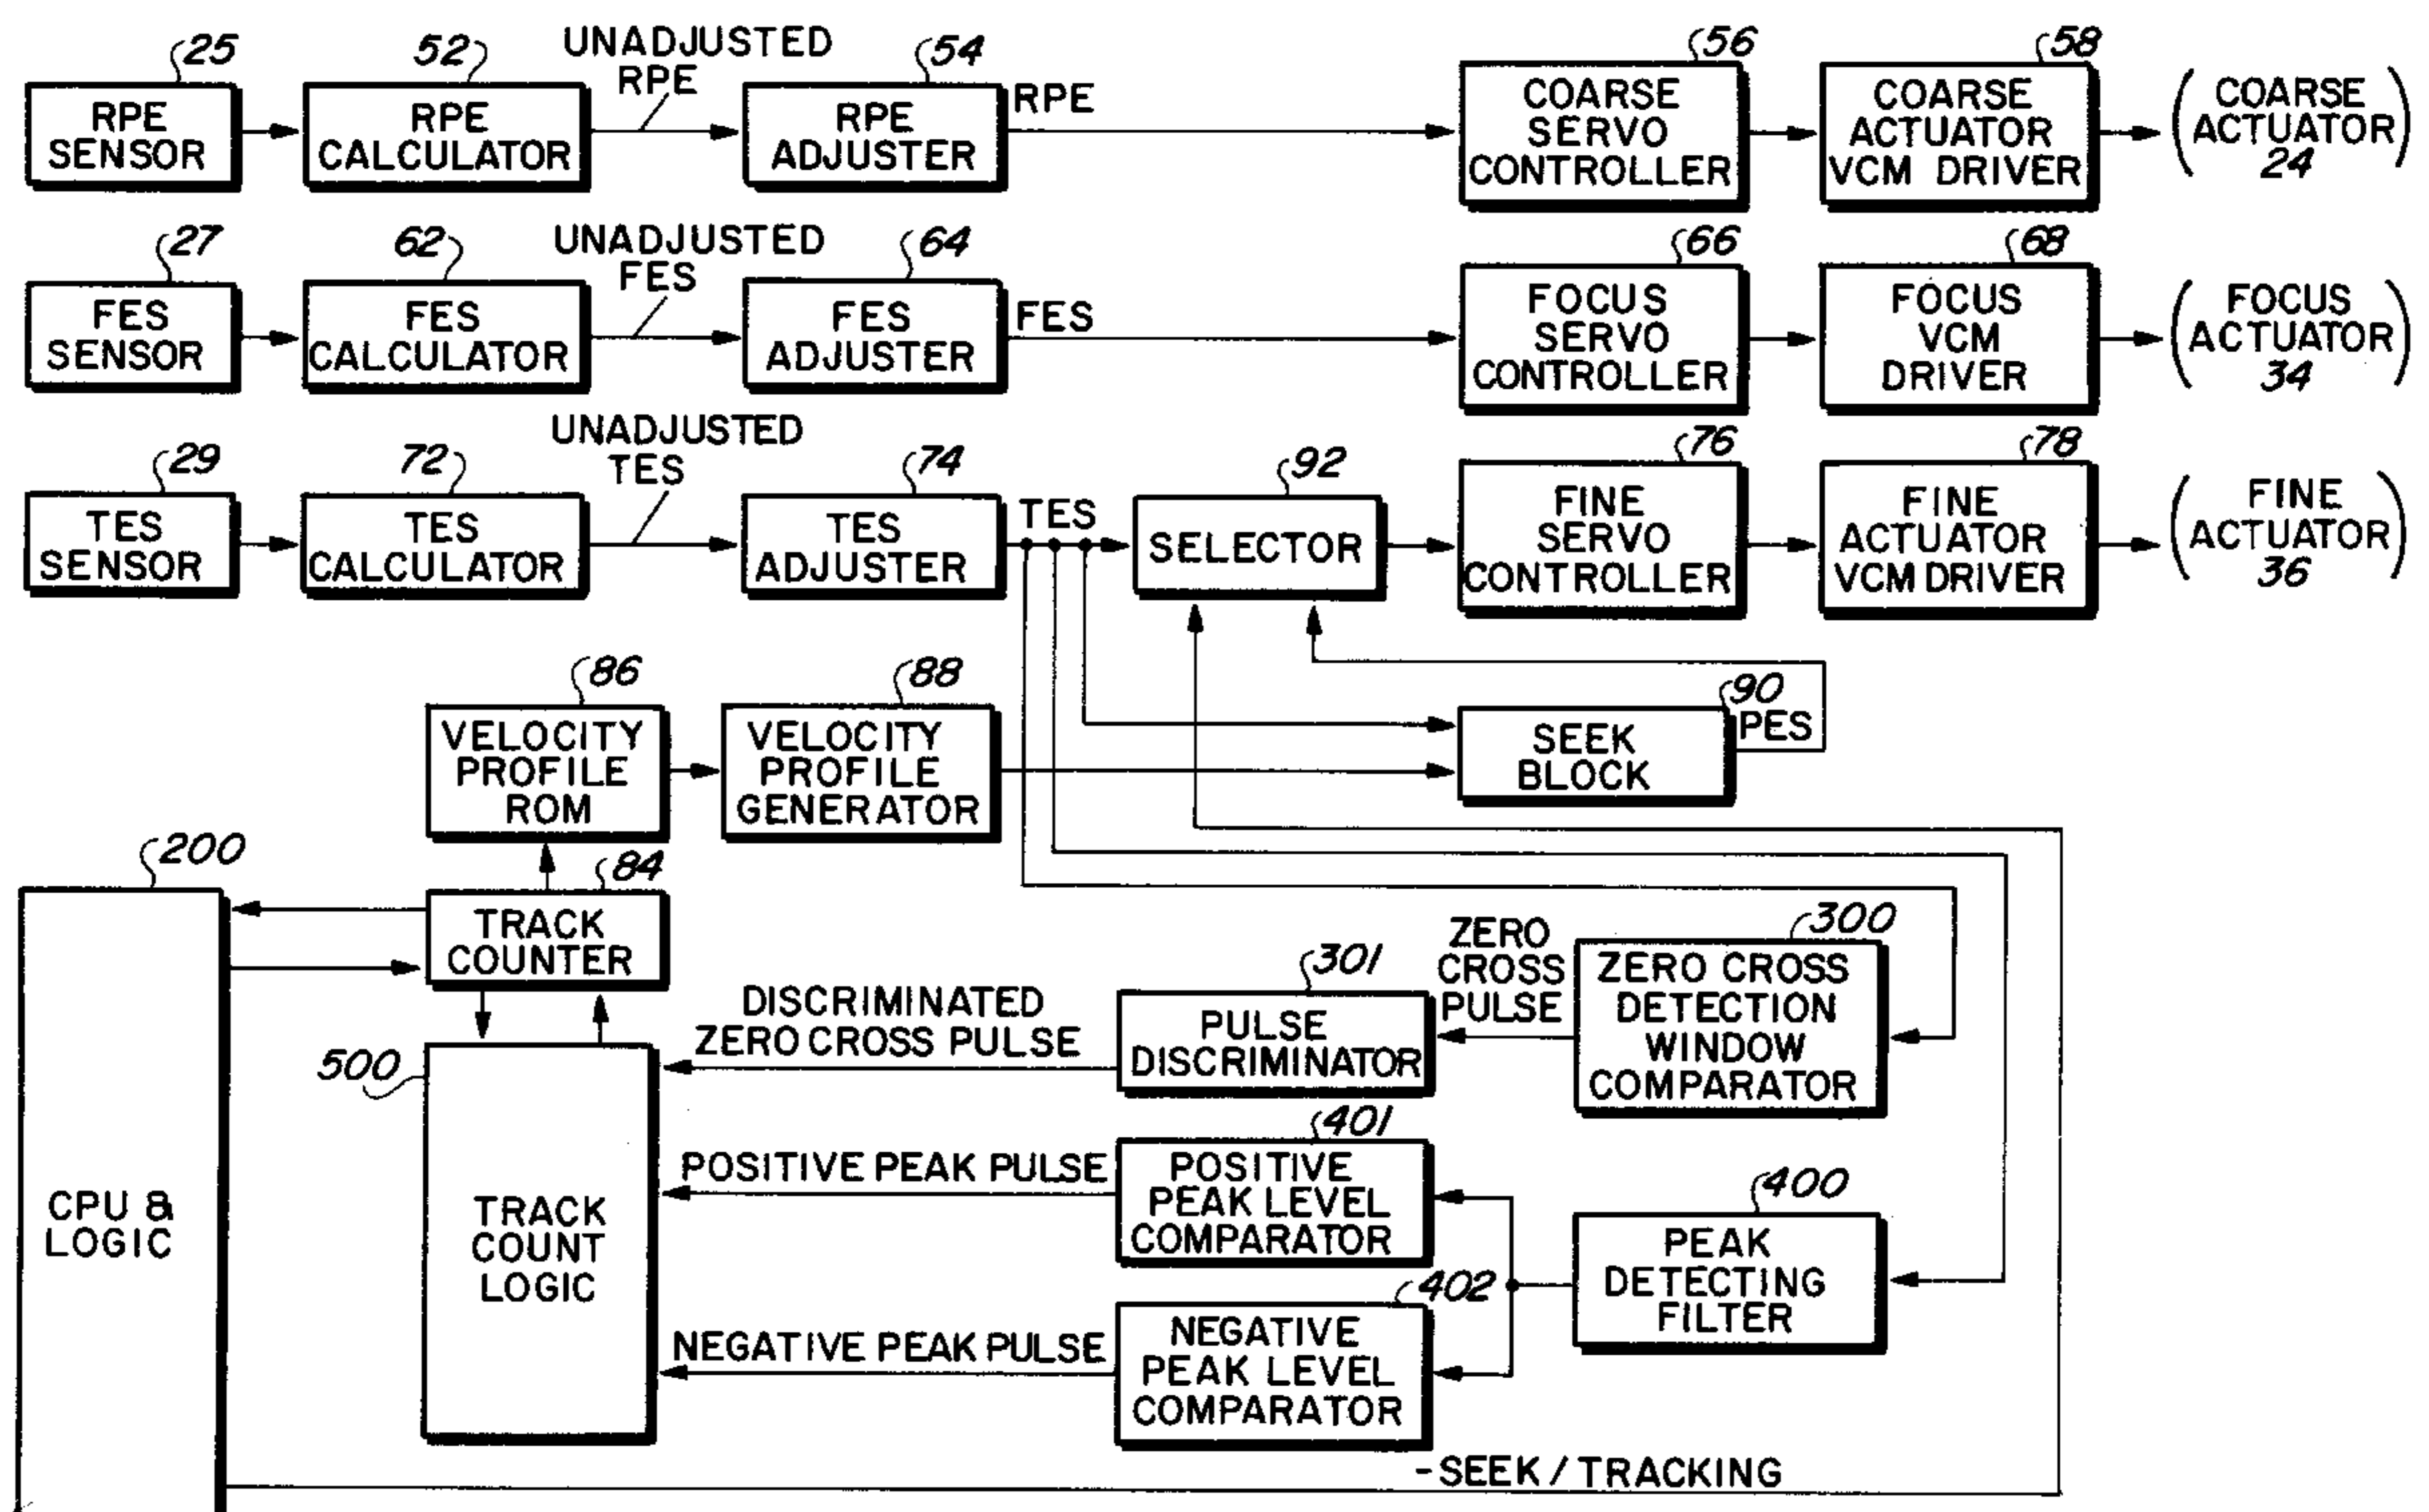 25
RPE
SENSOR
52
RPE
CALCULATOR
UNADJUSTED
RPE
54
RPE
ADJUSTER
RPE
56
COARSE
SERVO
CONTROLLER
58
COARSE
ACTUATOR
VCM DRIVER
(COARSE
ACTUATOR
24)
27
FES
SENSOR
62
FES
CALCULATOR
UNADJUSTED
FES
64
FES
ADJUSTER
FES
66
FOCUS
SERVO
CONTROLLER
68
FOCUS
VCM
DRIVER
(FOCUS
ACTUATOR
34)
29
TES
SENSOR
72
TES
CALCULATOR
UNADJUSTED
TES
74
TES
ADJUSTER
TES
92
SELECTOR
76
FINE
SERVO
CONTROLLER
78
FINE
ACTUATOR
VCM DRIVER
(FINE
ACTUATOR
36)
86
VELOCITY
PROFILE
ROM
88
VELOCITY
PROFILE
GENERATOR
90
SEEK
BLOCK
PES
200
CPU &
LOGIC
84
TRACK
COUNTER
500
TRACK
COUNT
LOGIC
DISCRIMINATED
ZERO CROSS PULSE
301
PULSE
DISCRIMINATOR
ZERO
CROSS
PULSE
300
ZERO CROSS
DETECTION
WINDOW
COMPARATOR
POSITIVE PEAK PULSE
401
POSITIVE
PEAK LEVEL
COMPARATOR
400
PEAK
DETECTING
FILTER
NEGATIVE PEAK PULSE
402
NEGATIVE
PEAK LEVEL
COMPARATOR
-SEEK / TRACKING